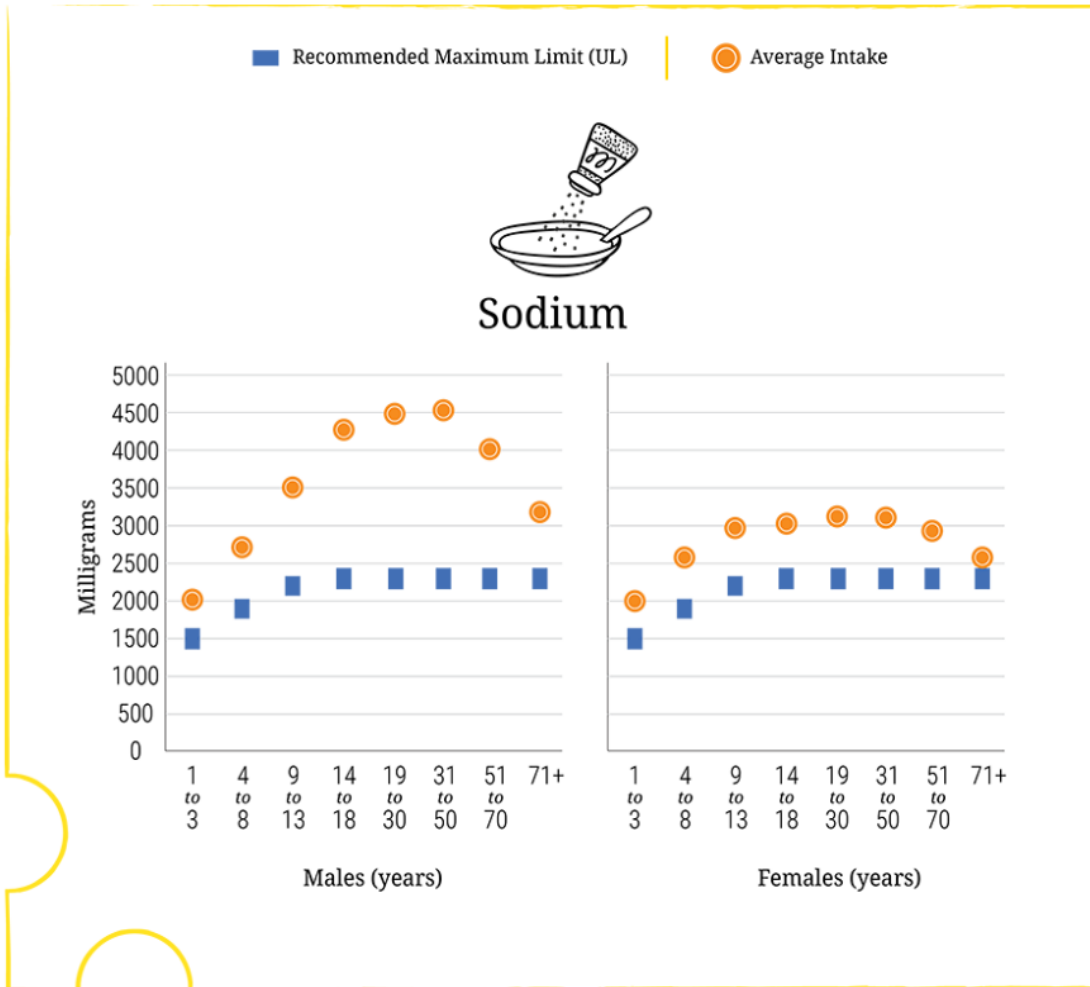 Recommended Maximum Limit (UL)
Average Intake
Sodium
Milligrams
5000
4500
4000
3500
3000
2500
2000
1500
1000
500
0
1 4 9 14 19 31 51 71+
to to to to to to to
3 8 13 18 30 50 70
Males (years)
1 4 9 14 19 31 51 71+
to to to to to to to
3 8 13 18 30 50 70
Females (years)